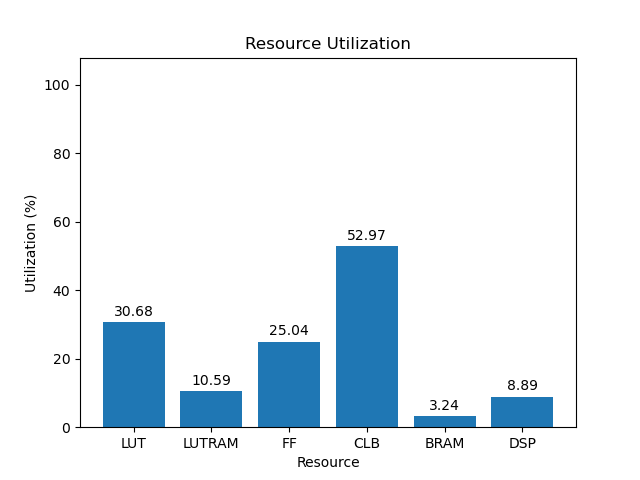 Resource Utilization
Utilization (%)
100
80
60
40
20
0
30.68
10.59
25.04
52.97
3.24
8.89
LUT
LUTRAM
FF
CLB
BRAM
DSP
Resource